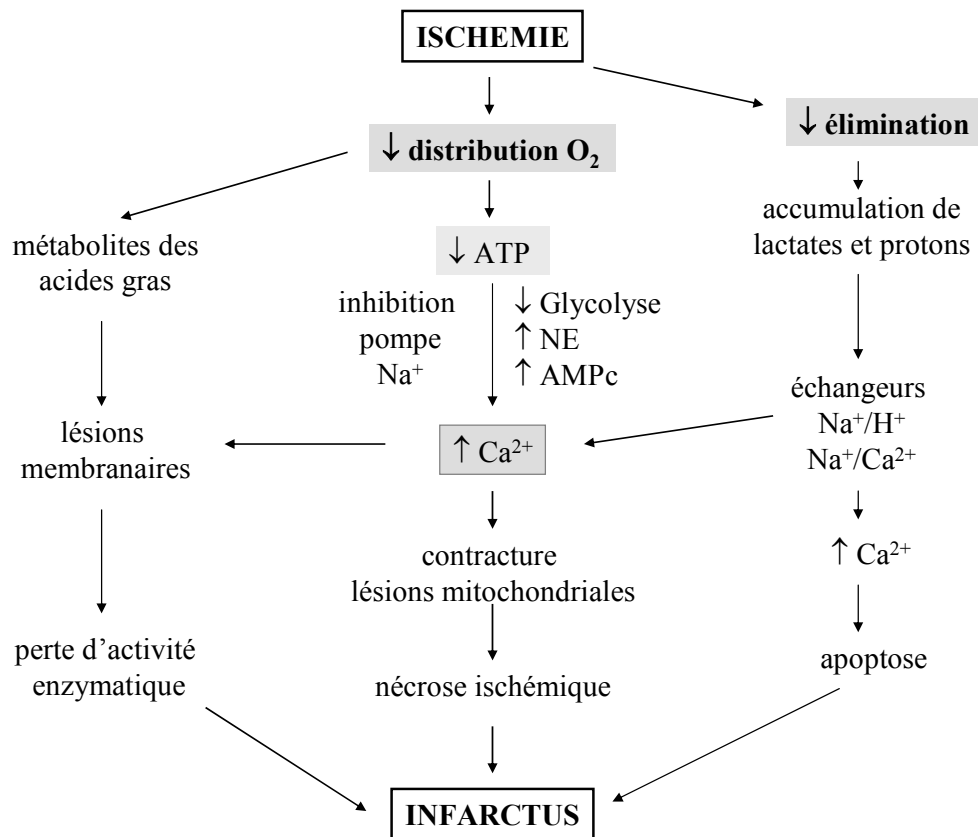 ISCHEMIE
↓ distribution O₂
↓ élimination
métabolites des
acides gras
↓ ATP
accumulation de
lactates et protons
inhibition
pompe
Na⁺
↓ Glycolyse
↑ NE
↑ AMPc
échangeurs
Na⁺/H⁺
Na⁺/Ca²⁺
lésions
membranaires
↑ Ca²⁺
↑ Ca²⁺
contracture
lésions mitochondriales
perte d’activité
enzymatique
nécrose ischémique
apoptose
INFARCTUS